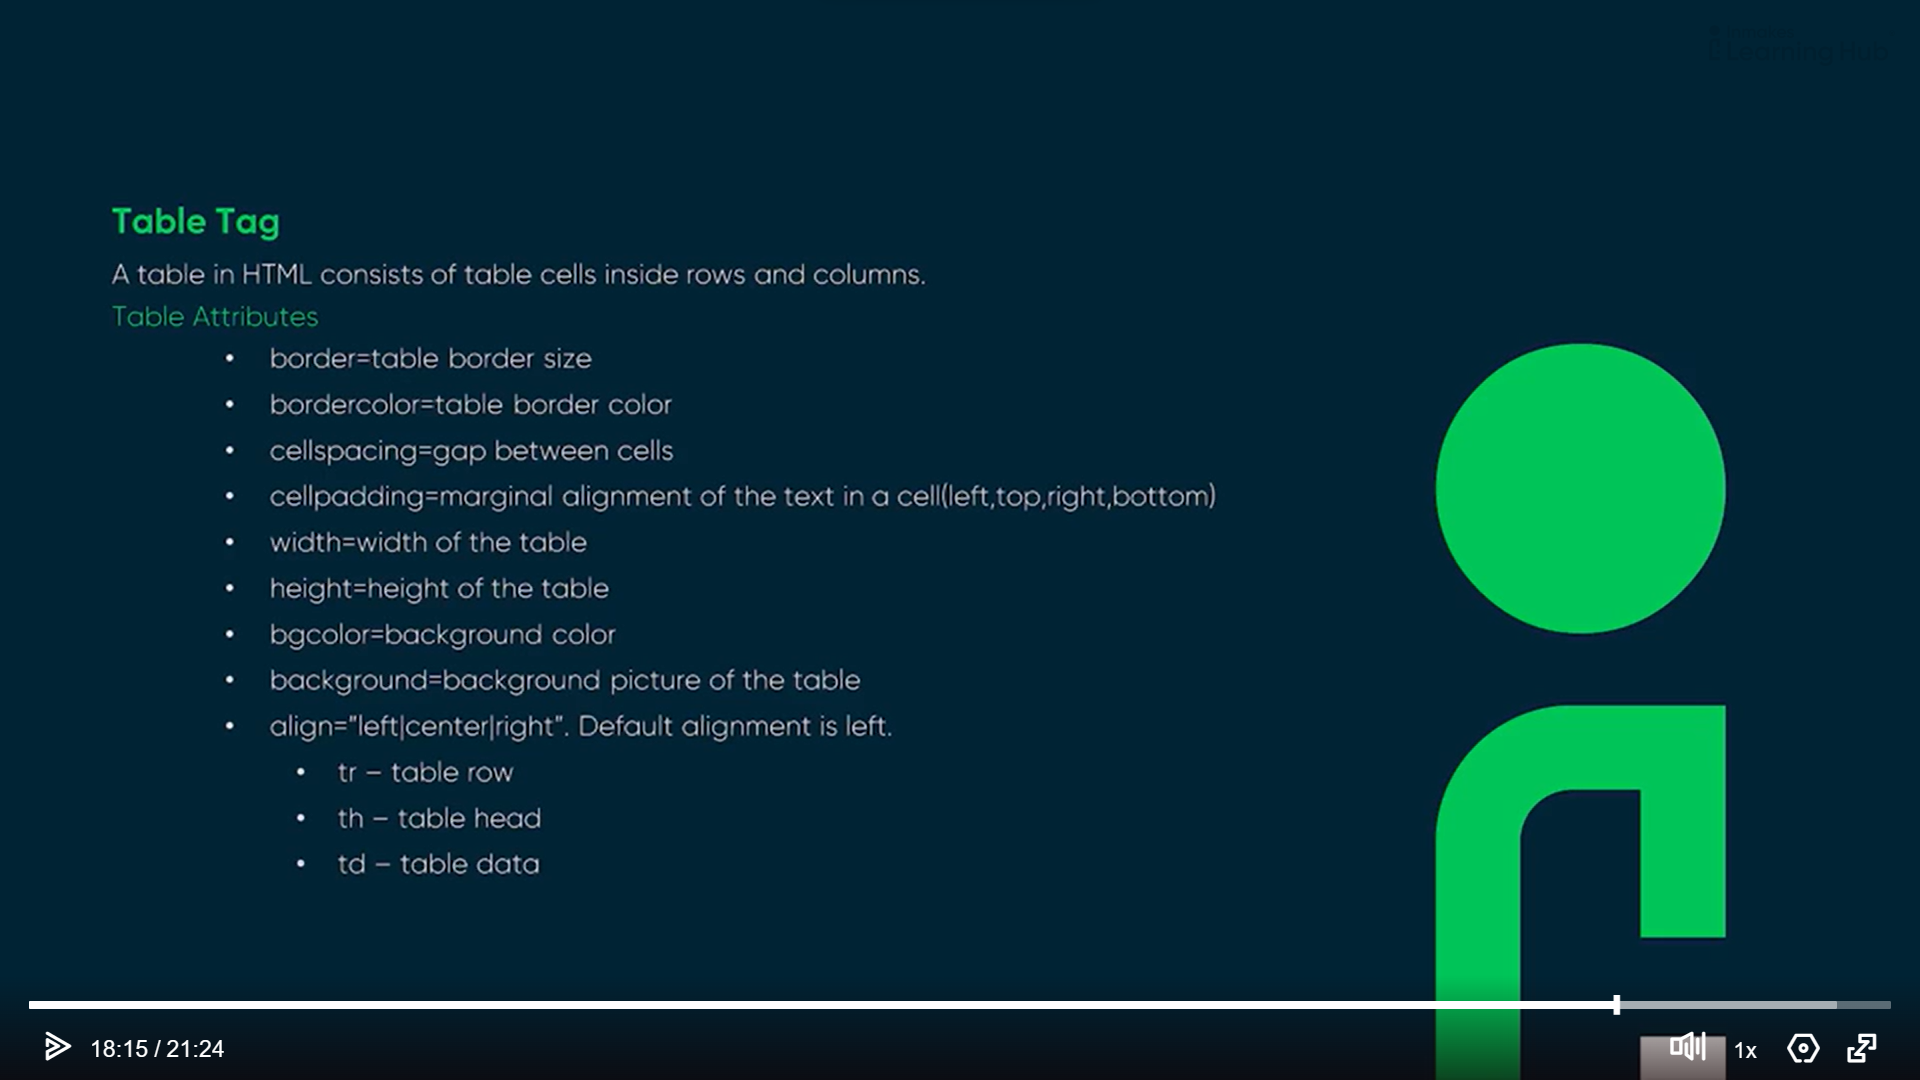 Table Tag
A table in HTML consists of table cells inside rows and columns.
Table Attributes
• border=table border size
• bordercolor=table border color
• cellspacing=gap between cells
• cellpadding=marginal alignment of the text in a cell(left,top,right,bottom)
• width=width of the table
• height=height of the table
• bgcolor=background color
• background=background picture of the table
• align="left|center|right". Default alignment is left.
• tr – table row
• th – table head
• td – table data
18:15 / 21:24
1x